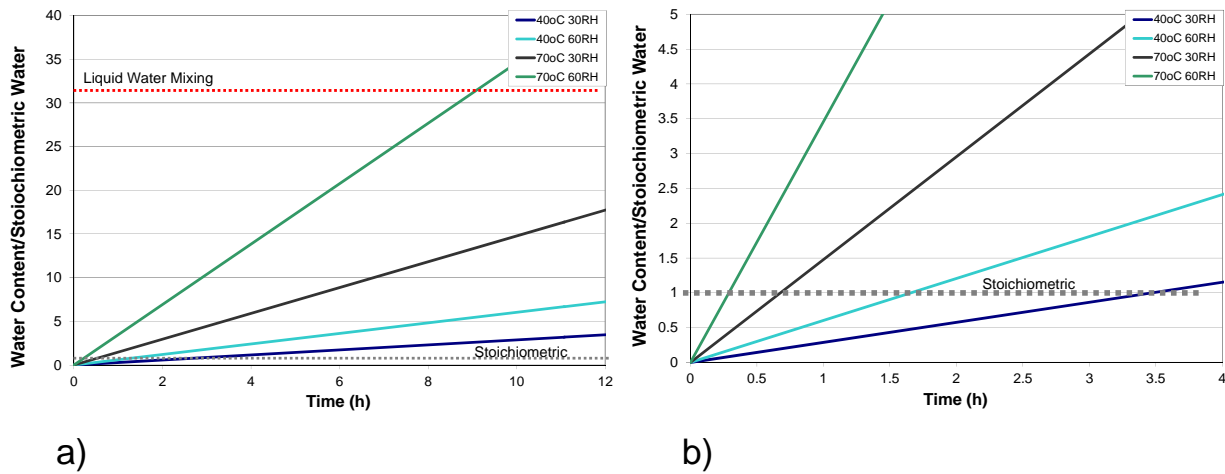 Water Content/Stoiochiometric Water
40
35
30
25
20
15
10
5
0
0
2
4
6
8
10
12
Time (h)
Liquid Water Mixing
Stoichiometric
40oC 30RH
40oC 60RH
70oC 30RH
70oC 60RH
a)
Water Content/Stoiochiometric Water
5
4.5
4
3.5
3
2.5
2
1.5
1
0.5
0
0
0.5
1
1.5
2
2.5
3
3.5
4
Time (h)
Stoichiometric
40oC 30RH
40oC 60RH
70oC 30RH
70oC 60RH
b)